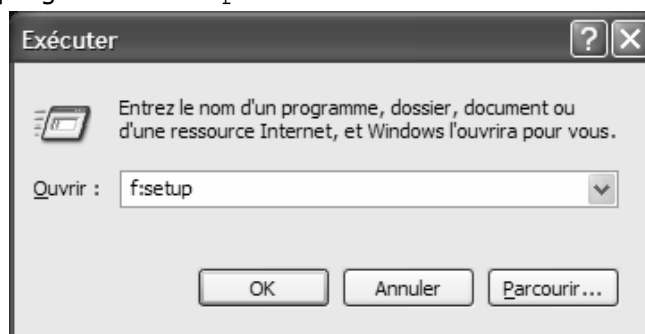 Exécuter
Entrez le nom d'un programme, dossier, document ou
d'une ressource Internet, et Windows l'ouvrira pour vous.
Ouvrir : f:setup
OK Annuler Parcourir...